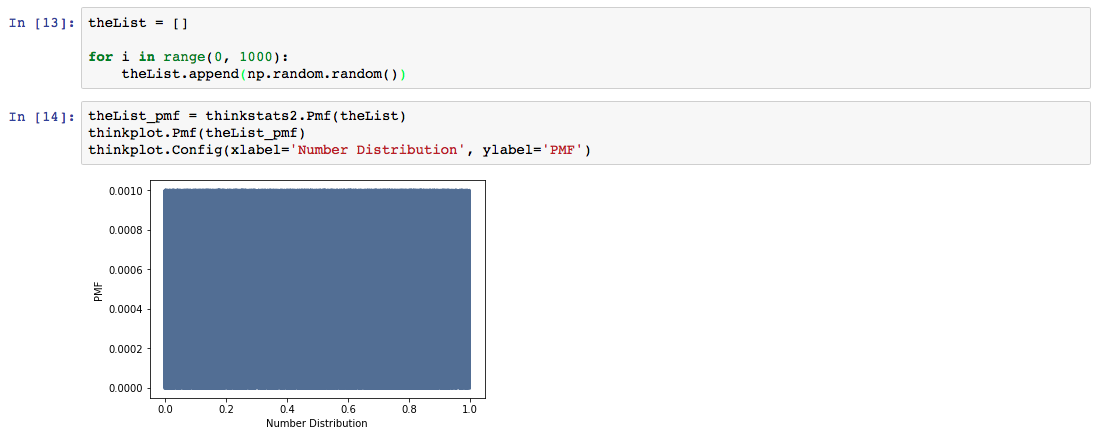 In [13]: theList = []
for i in range(0, 1000):
    theList.append(np.random.random())
In [14]: theList_pmf = thinkstats2.Pmf(theList)
thinkplot.Pmf(theList_pmf)
thinkplot.Config(xlabel='Number Distribution', ylabel='PMF')
0.0010
0.0008
0.0006
0.0004
0.0002
0.0000
PMF
0.0 0.2 0.4 0.6 0.8 1.0
Number Distribution